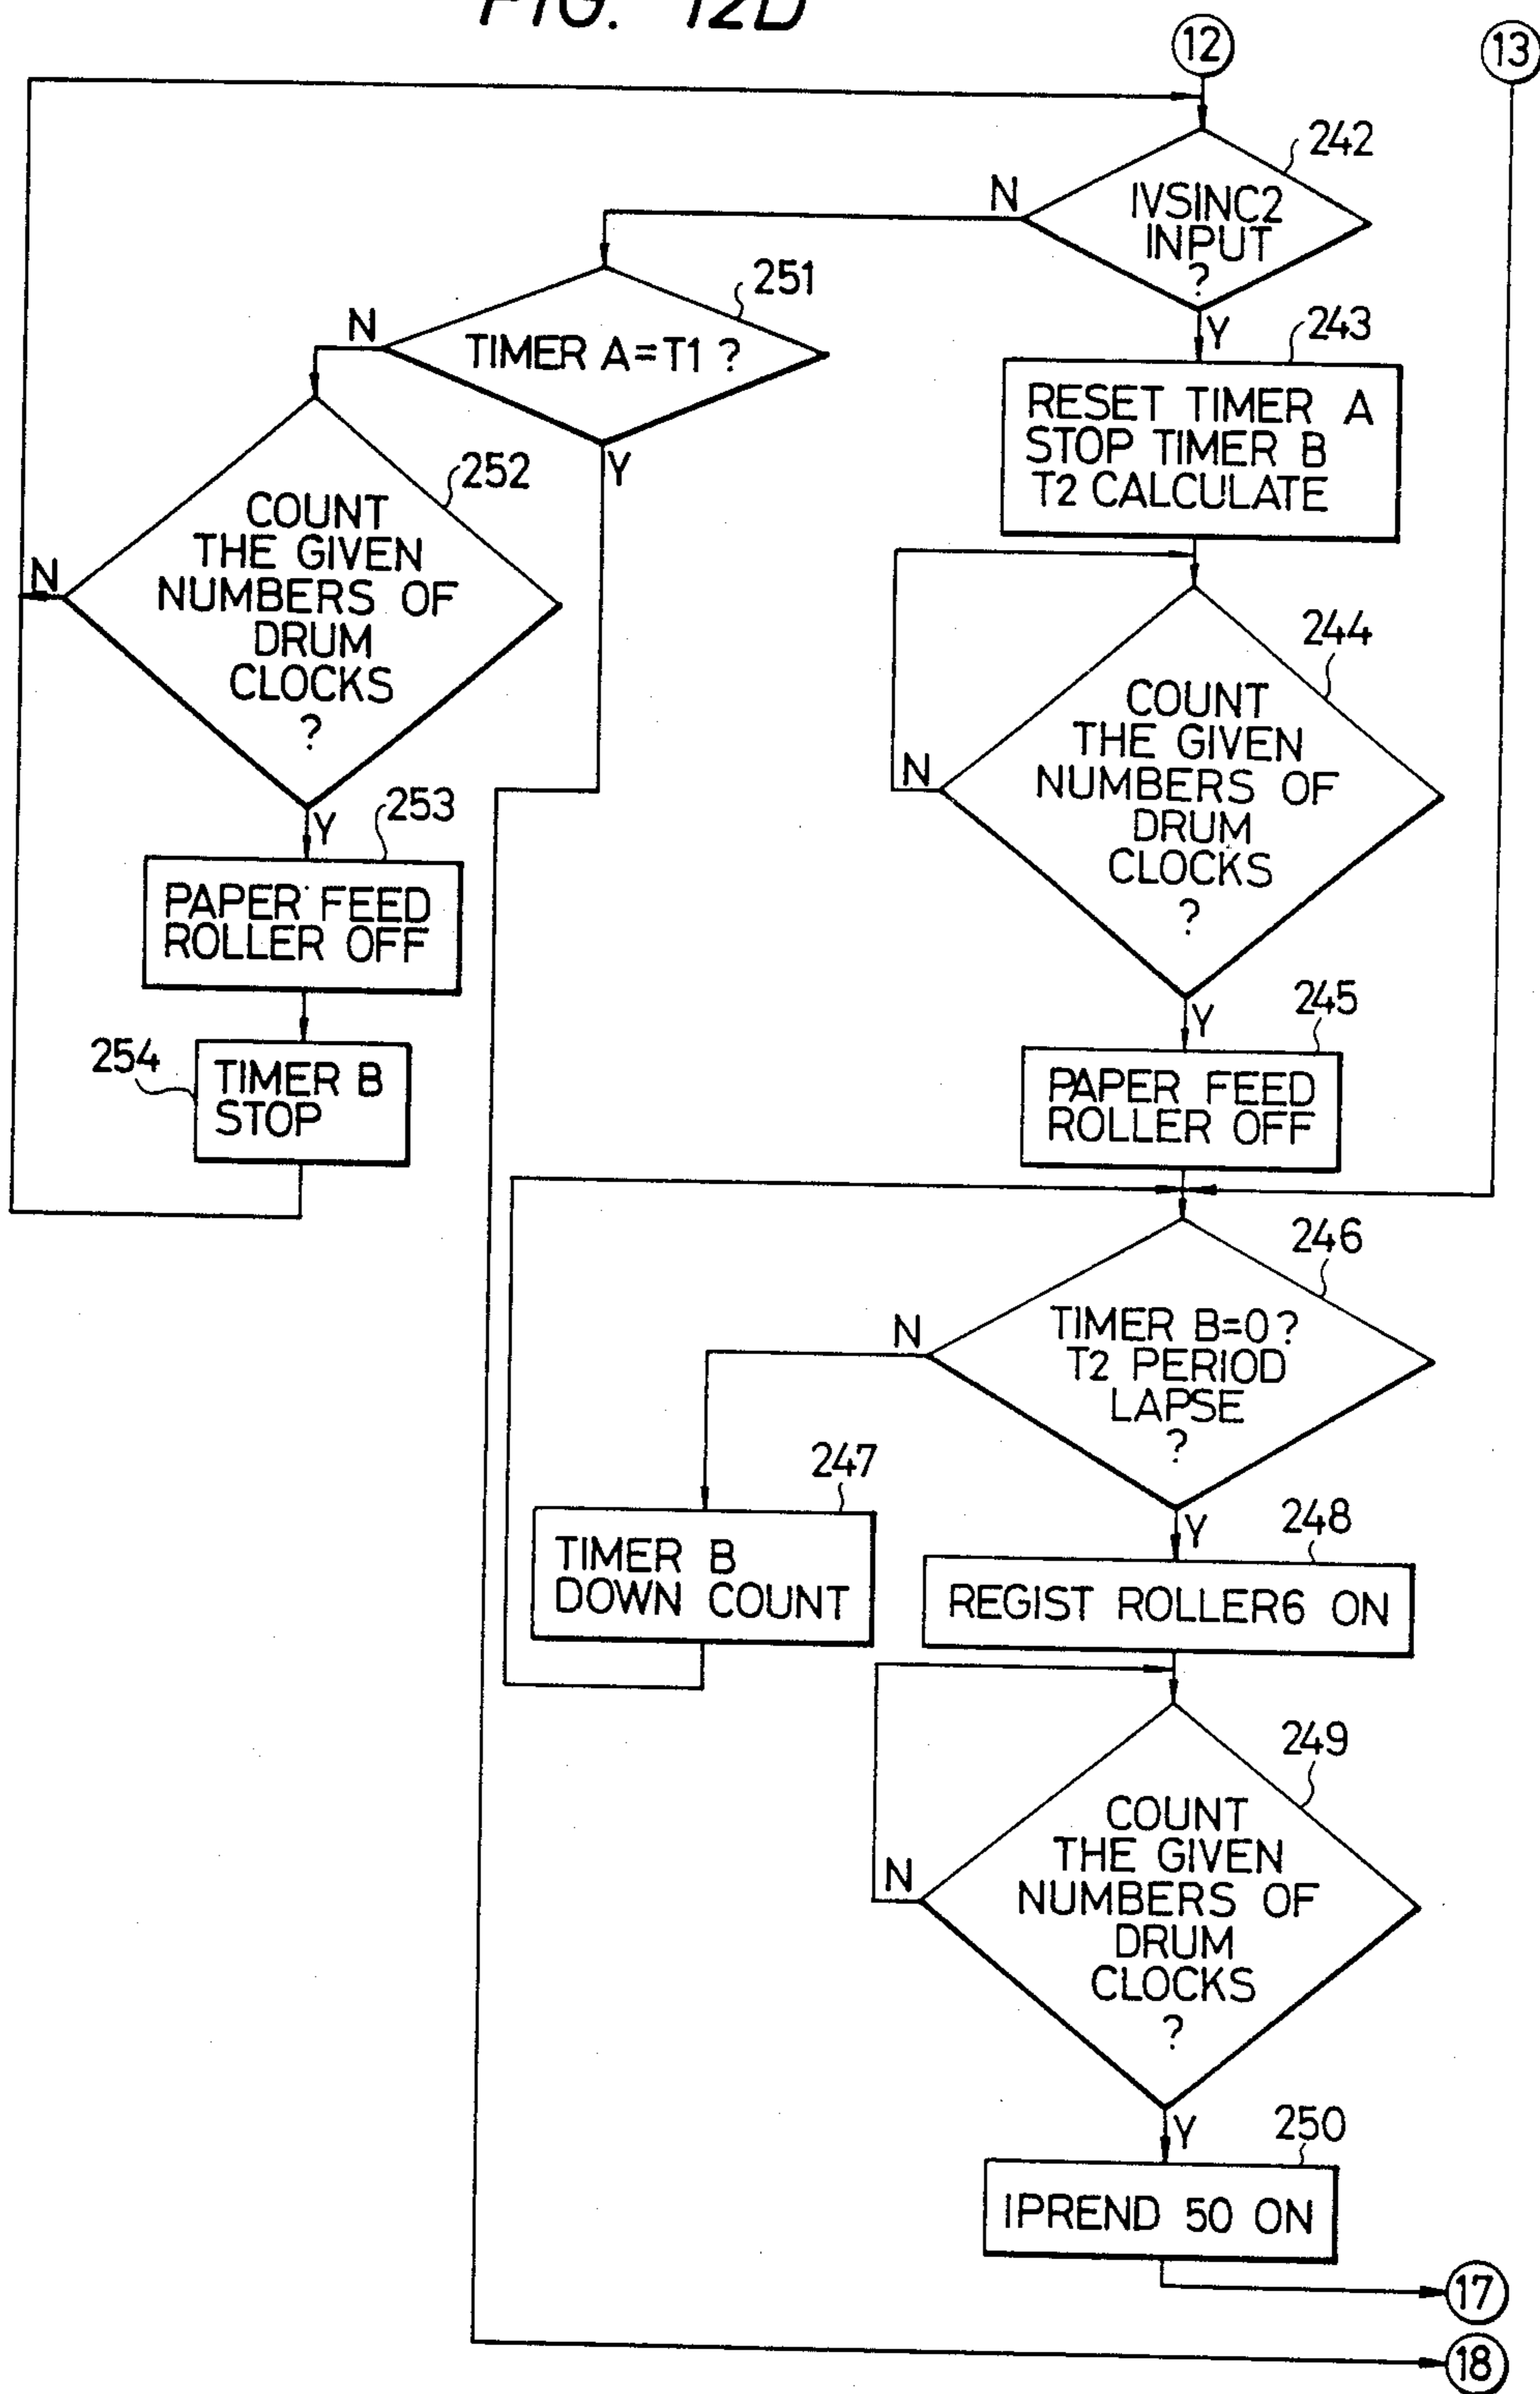 FIG. 12D
12
13
242
N
IVSINC2
INPUT
?
251
Y
243
N
TIMER A=T1 ?
RESET TIMER A
STOP TIMER B
T2 CALCULATE
252
Y
COUNT
THE GIVEN
NUMBERS OF
DRUM
CLOCKS
?
N
244
COUNT
THE GIVEN
NUMBERS OF
DRUM
CLOCKS
?
N
253
Y
PAPER FEED
ROLLER OFF
245
Y
254
TIMER B
STOP
PAPER FEED
ROLLER OFF
246
N
TIMER B=0?
T2 PERIOD
LAPSE
?
247
248
Y
TIMER B
DOWN COUNT
REGIST ROLLER6 ON
249
COUNT
THE GIVEN
NUMBERS OF
DRUM
CLOCKS
?
N
250
Y
IPREND 50 ON
17
18